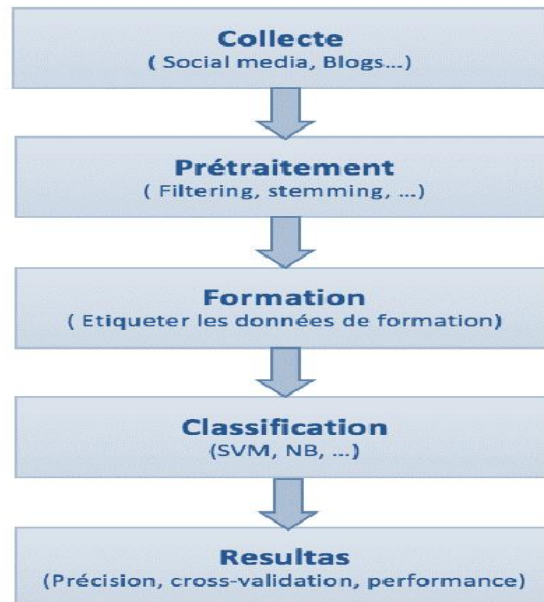 Collecte
( Social media, Blogs...)
Prétraitement
( Filtering, stemming, ...)
Formation
( Etiqueter les données de formation)
Classification
(SVM, NB, ...)
Resultas
(Précision, cross-validation, performance)